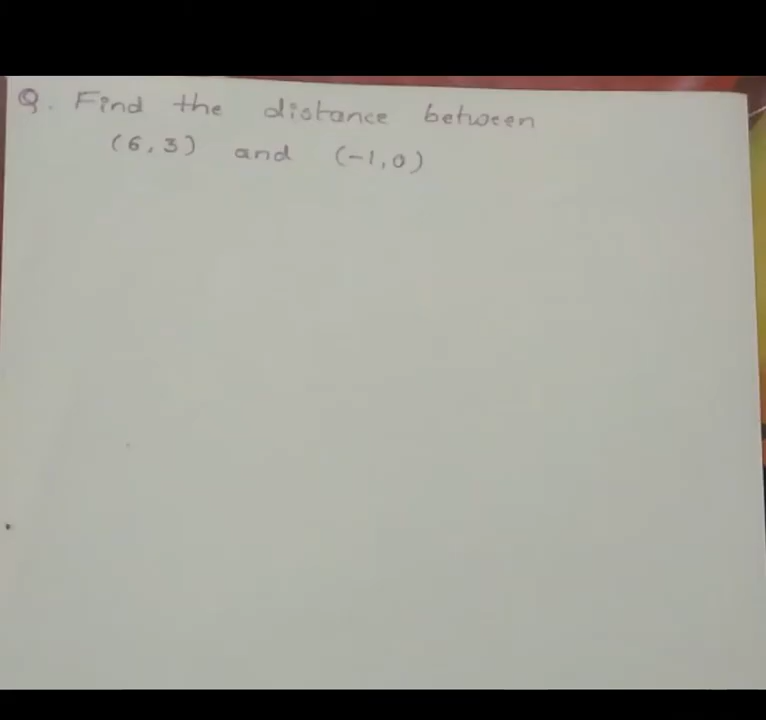 Q. Find the distance between
(6,3) and (-1,0)